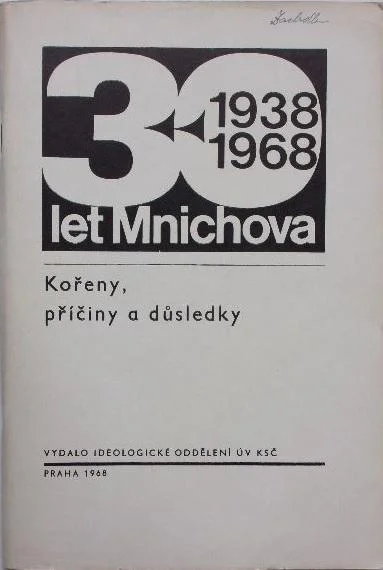 30
1938
1968
let Mnichova
Kořeny,
příčiny a důsledky
VYDALO IDEOLOGICKÉ ODDĚLENÍ ÚV KSČ
PRAHA 1968